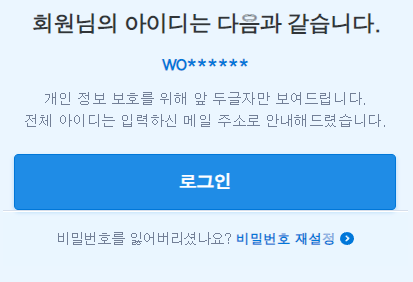 회원님의 아이디는 다음과 같습니다.
wo******
개인 정보 보호를 위해 앞 두글자만 보여드립니다.
전체 아이디는 입력하신 메일 주소로 안내해드렸습니다.
로그인
비밀번호를 잃어버리셨나요? 비밀번호 재설정